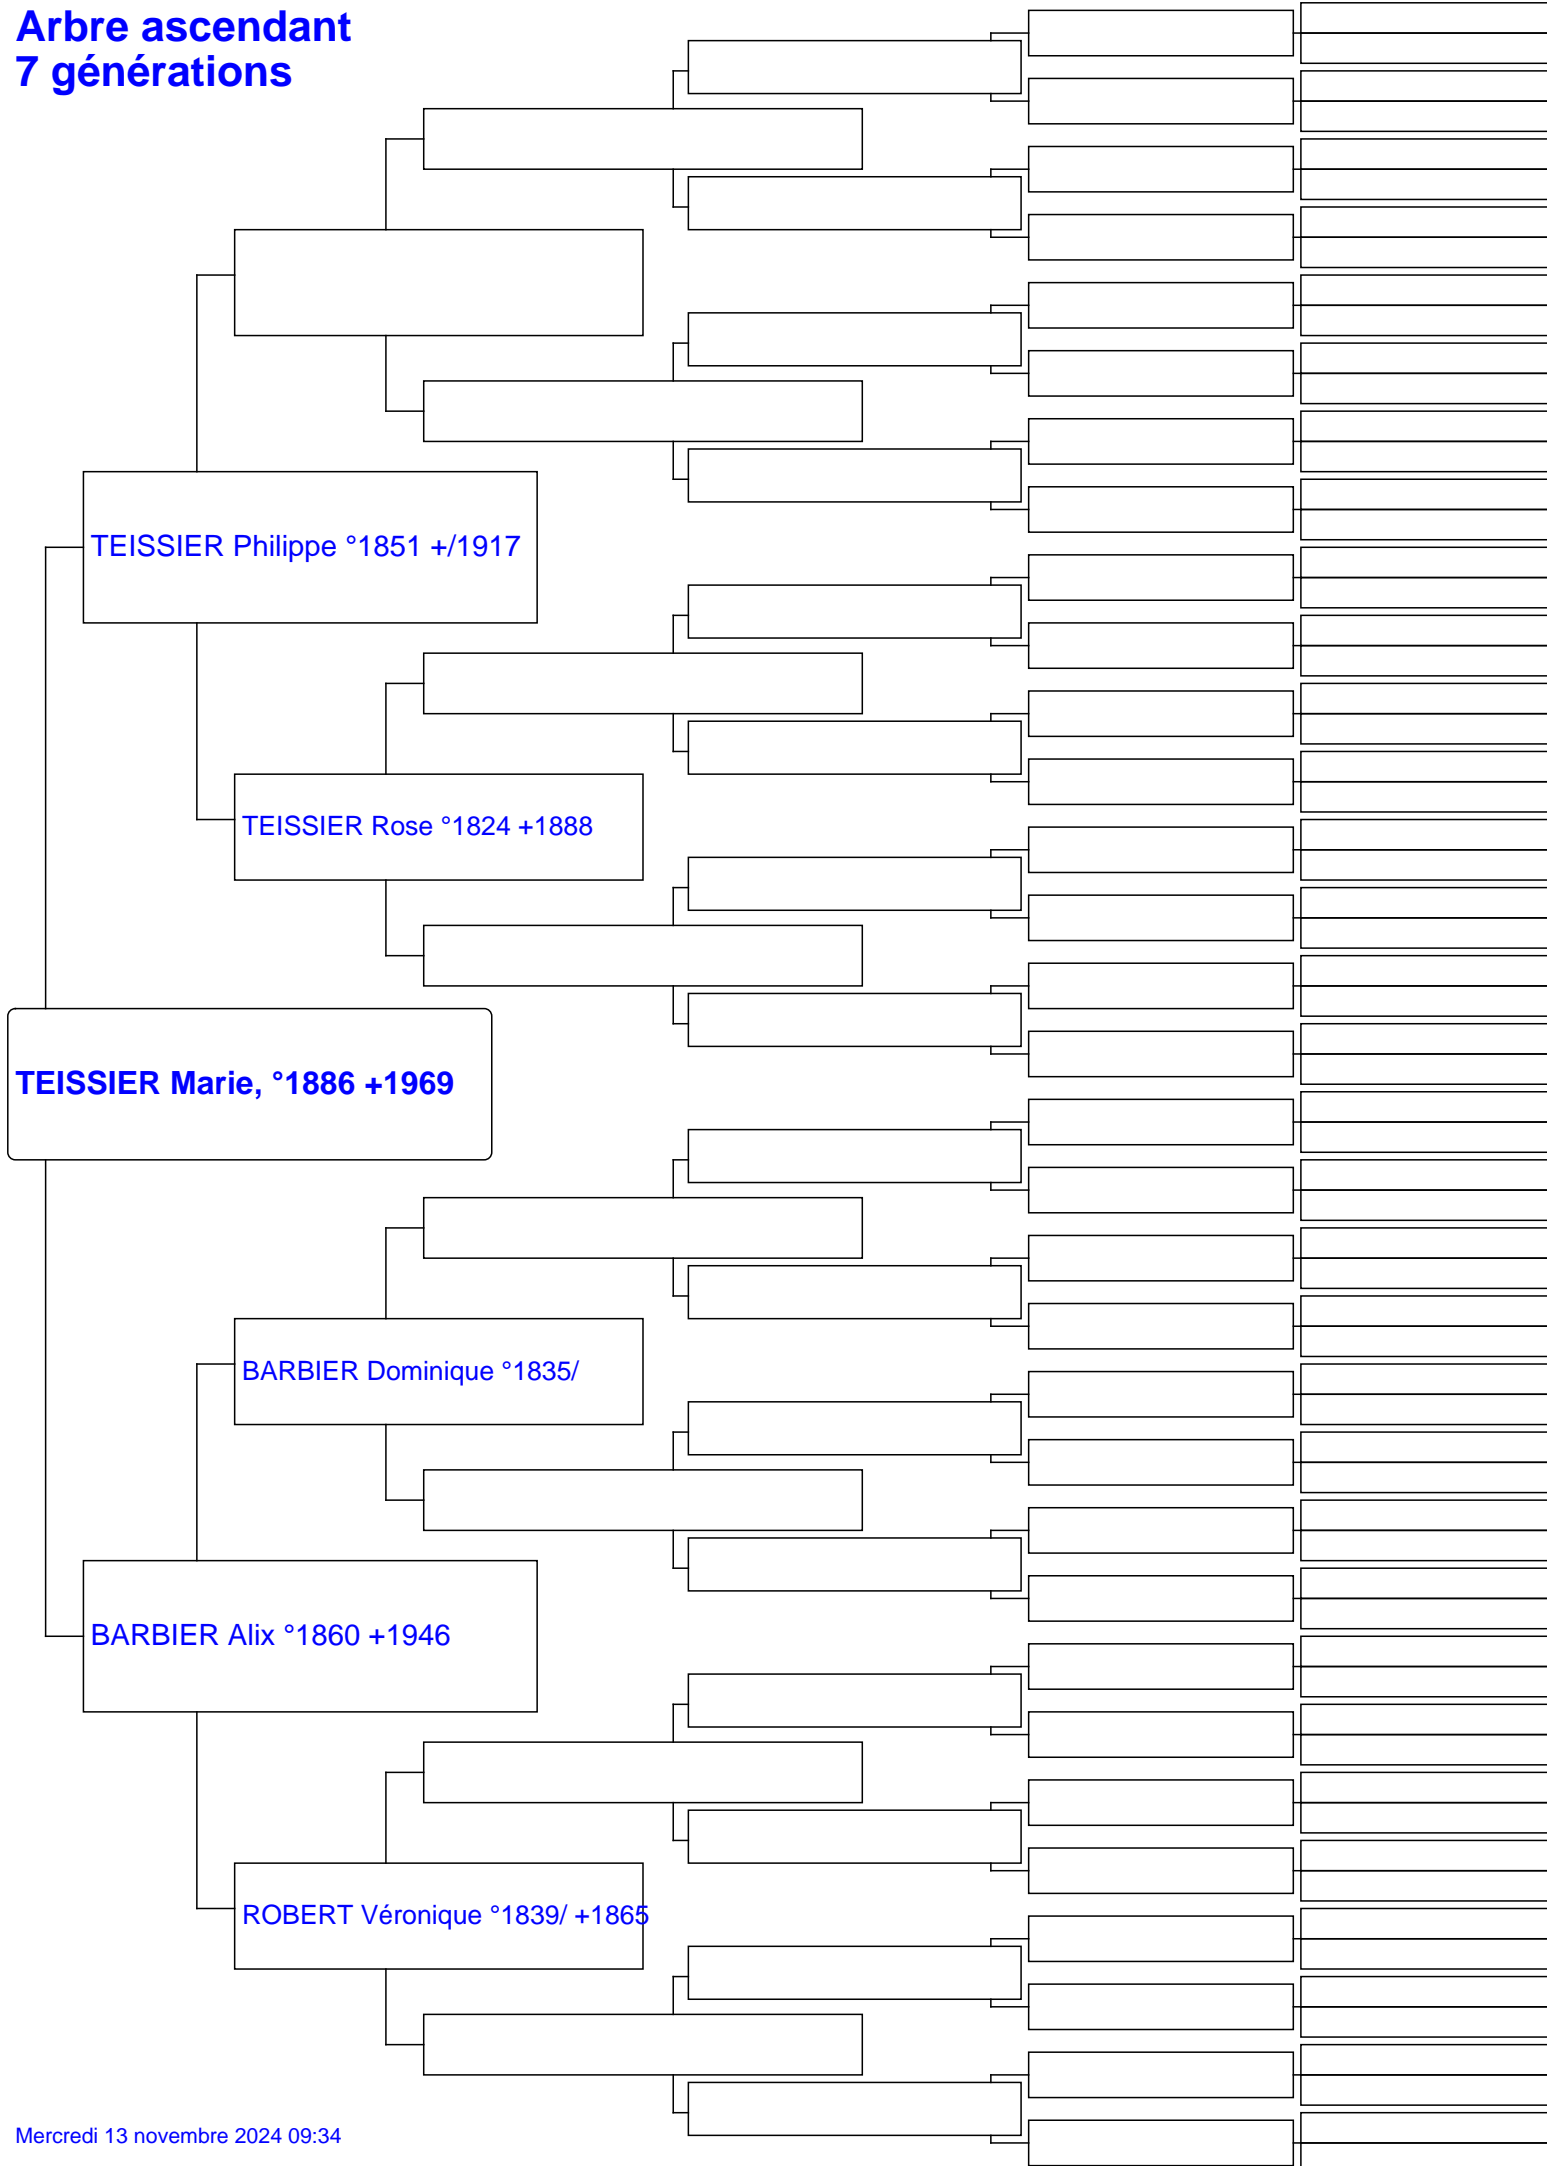 Arbre ascendant
7 générations
TEISSIER Philippe °1851 +/1917
TEISSIER Rose °1824 +1888
TEISSIER Marie, °1886 +1969
BARBIER Dominique °1835/
BARBIER Alix °1860 +1946
ROBERT Véronique °1839/ +1865
Mercredi 13 novembre 2024 09:34